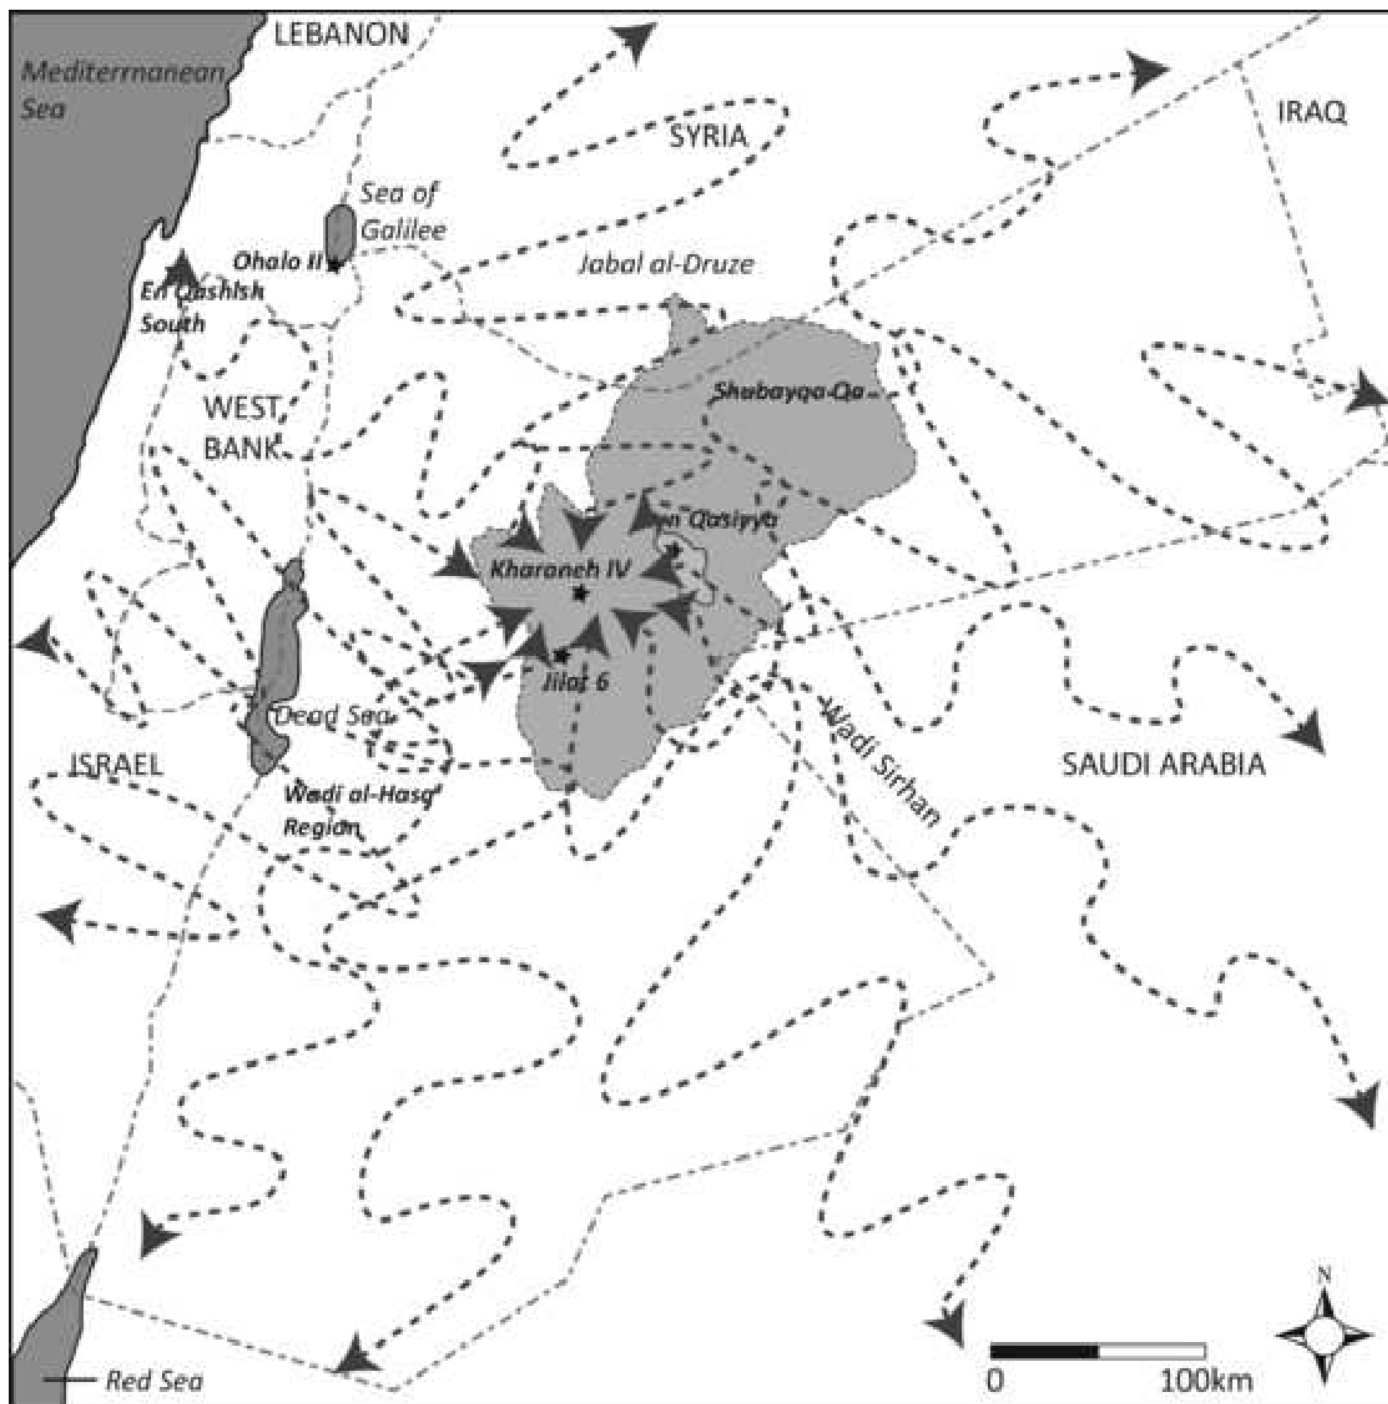 LEBANON
Mediterrnanean
Sea
SYRIA
IRAQ
Sea of
Galilee
Ohalo II
Jabal al-Druze
En Qashish
South
Shubayqa Qa
WEST
BANK
Qasiyya
Kharaneh IV
Jilat 6
Dead Sea
Wadi Sirhan
ISRAEL
SAUDI ARABIA
Wadi al-Hasa
Region
N
0 100km
Red Sea